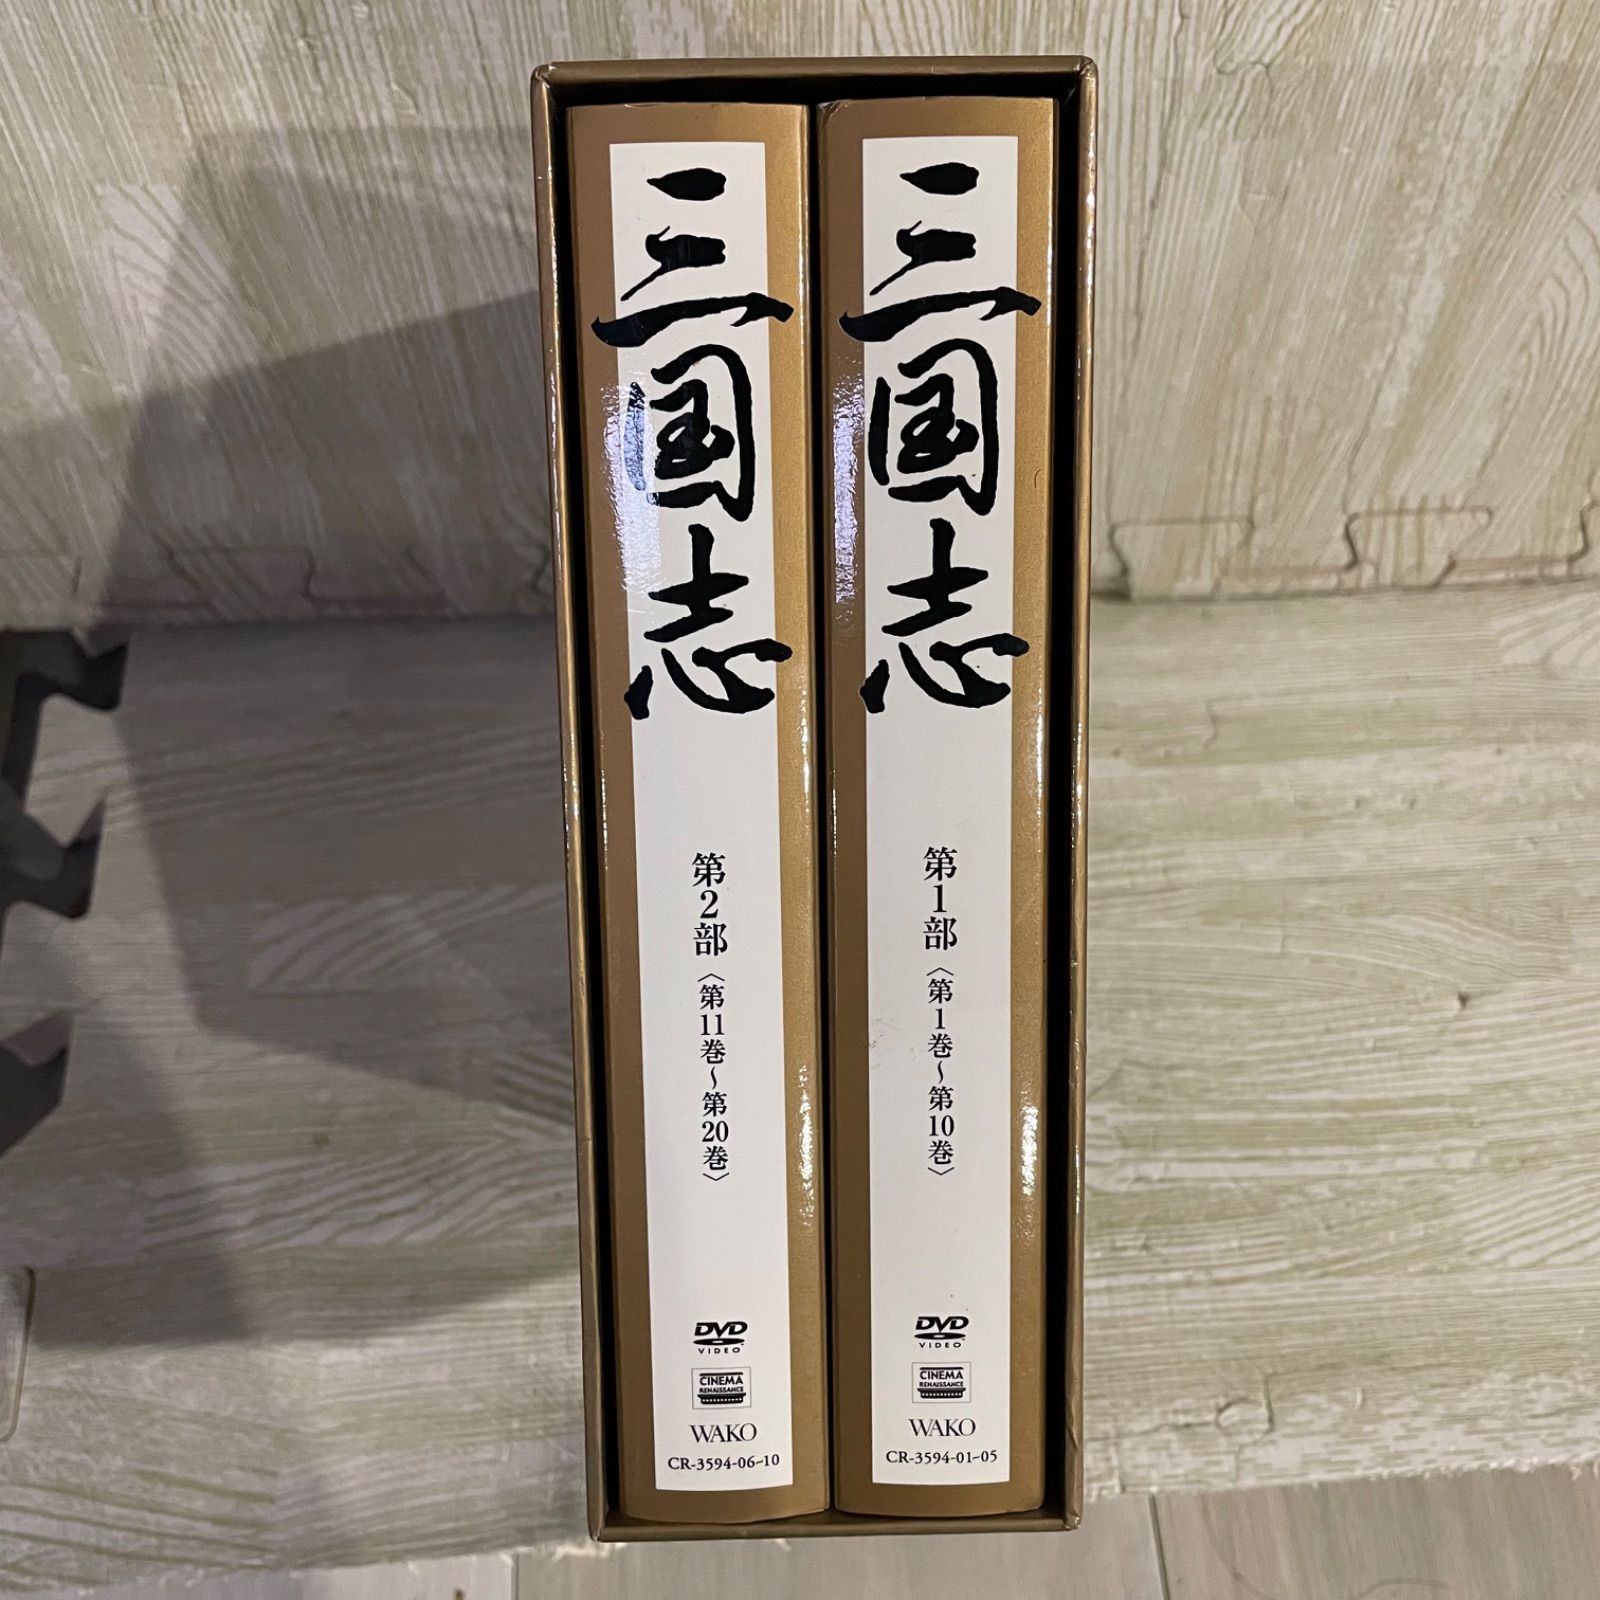 三国志
第1部〈第1巻〜第10巻〉
DVD
VIDEO
CINEMA
RENAISSANCE
WAKO
CR-3594-01~05
三国志
第2部〈第11巻〜第20巻〉
DVD
VIDEO
CINEMA
RENAISSANCE
WAKO
CR-3594-06~10